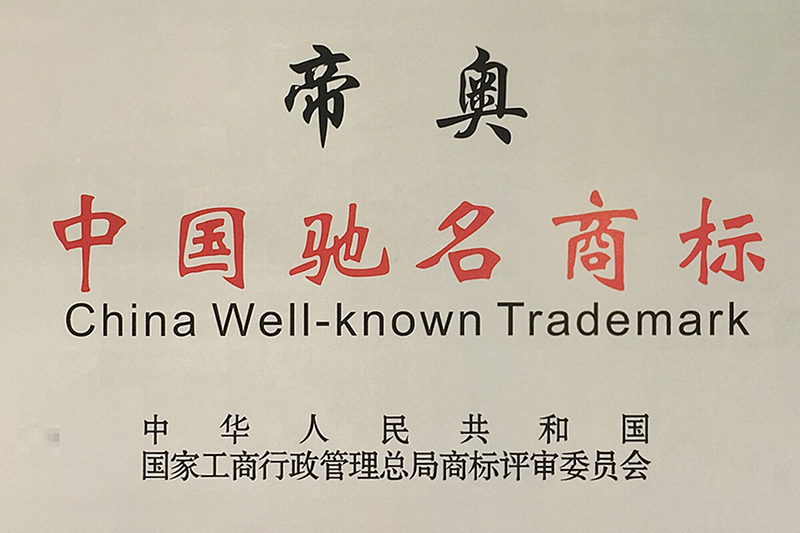 帝奥
中国驰名商标
China Well-known Trademark
中华人民共和国
国家工商行政管理总局商标评审委员会